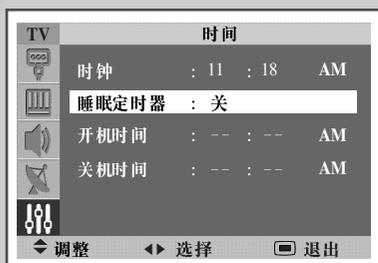 TV 时间
时钟 : 11 : 18 AM
睡眠定时器 : 关
开机时间 : -- : -- AM
关机时间 : -- : -- AM
调整 选择 退出